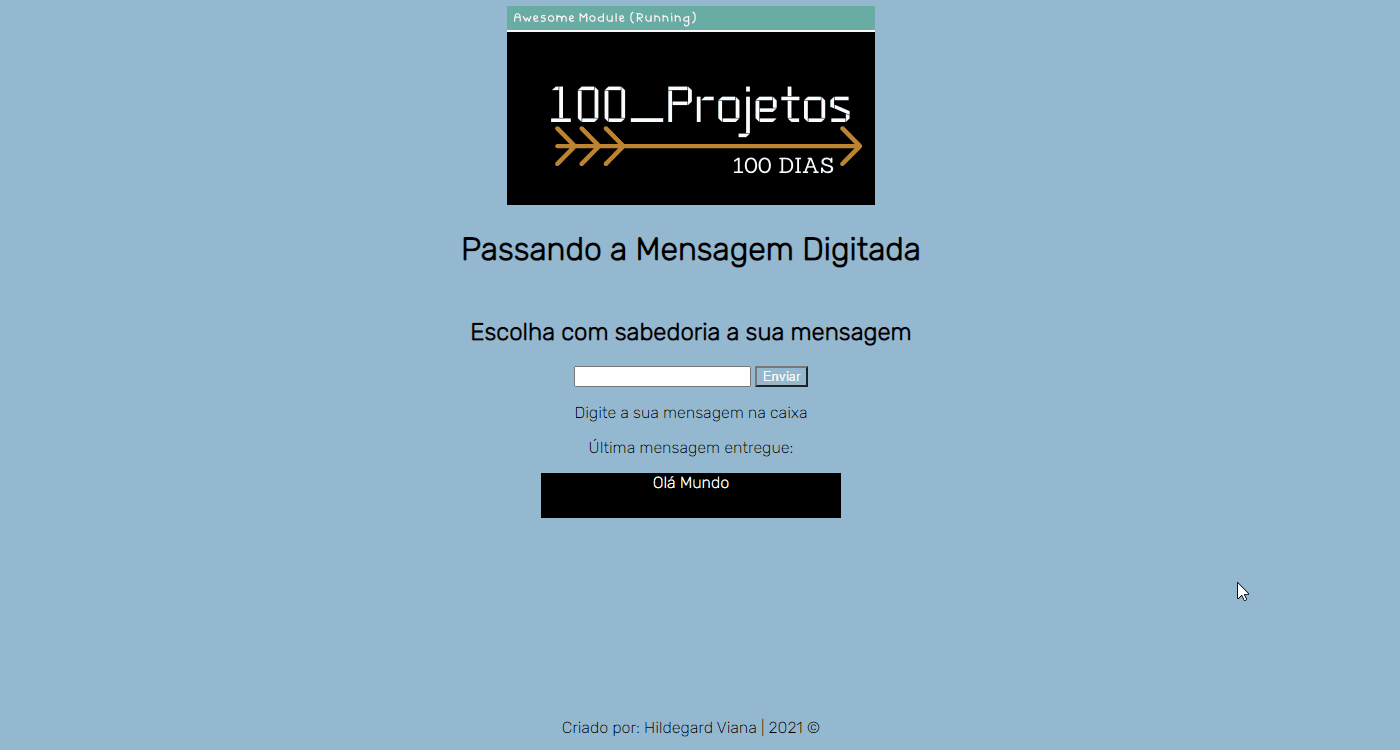 Awesome Module (Running)
100_Projetos
100 DIAS
Passando a Mensagem Digitada
Escolha com sabedoria a sua mensagem
Enviar
Digite a sua mensagem na caixa
Última mensagem entregue:
Olá Mundo
Criado por: Hildegard Viana | 2021 ©